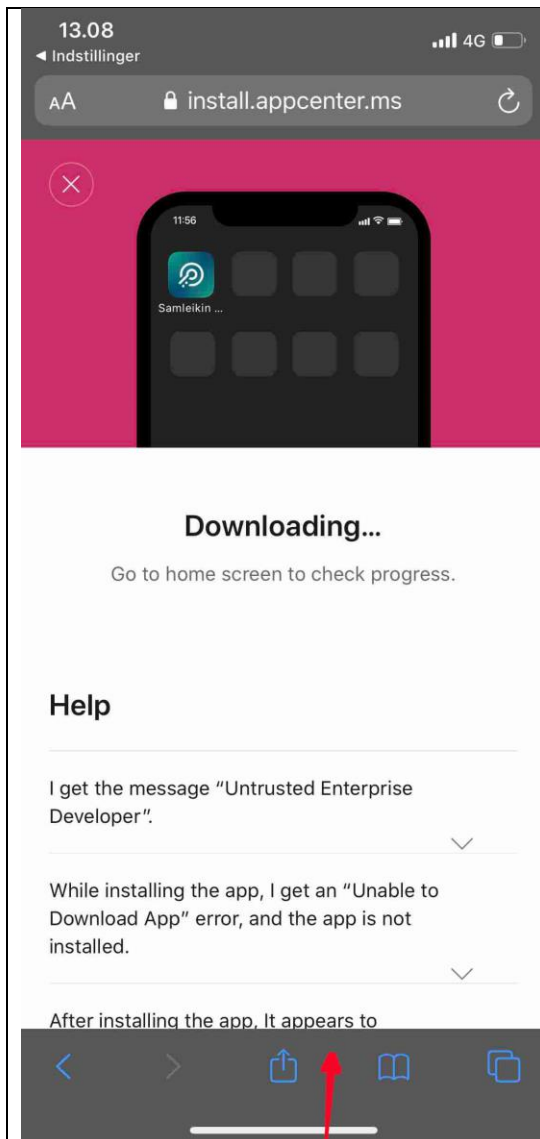 13.08
4G
◀ Indstillinger
AA install.appcenter.ms
11:56
Samleikin ...
Downloading...
Go to home screen to check progress.
Help
I get the message “Untrusted Enterprise
Developer”.
While installing the app, I get an “Unable to
Download App” error, and the app is not
installed.
After installing the app, It appears to